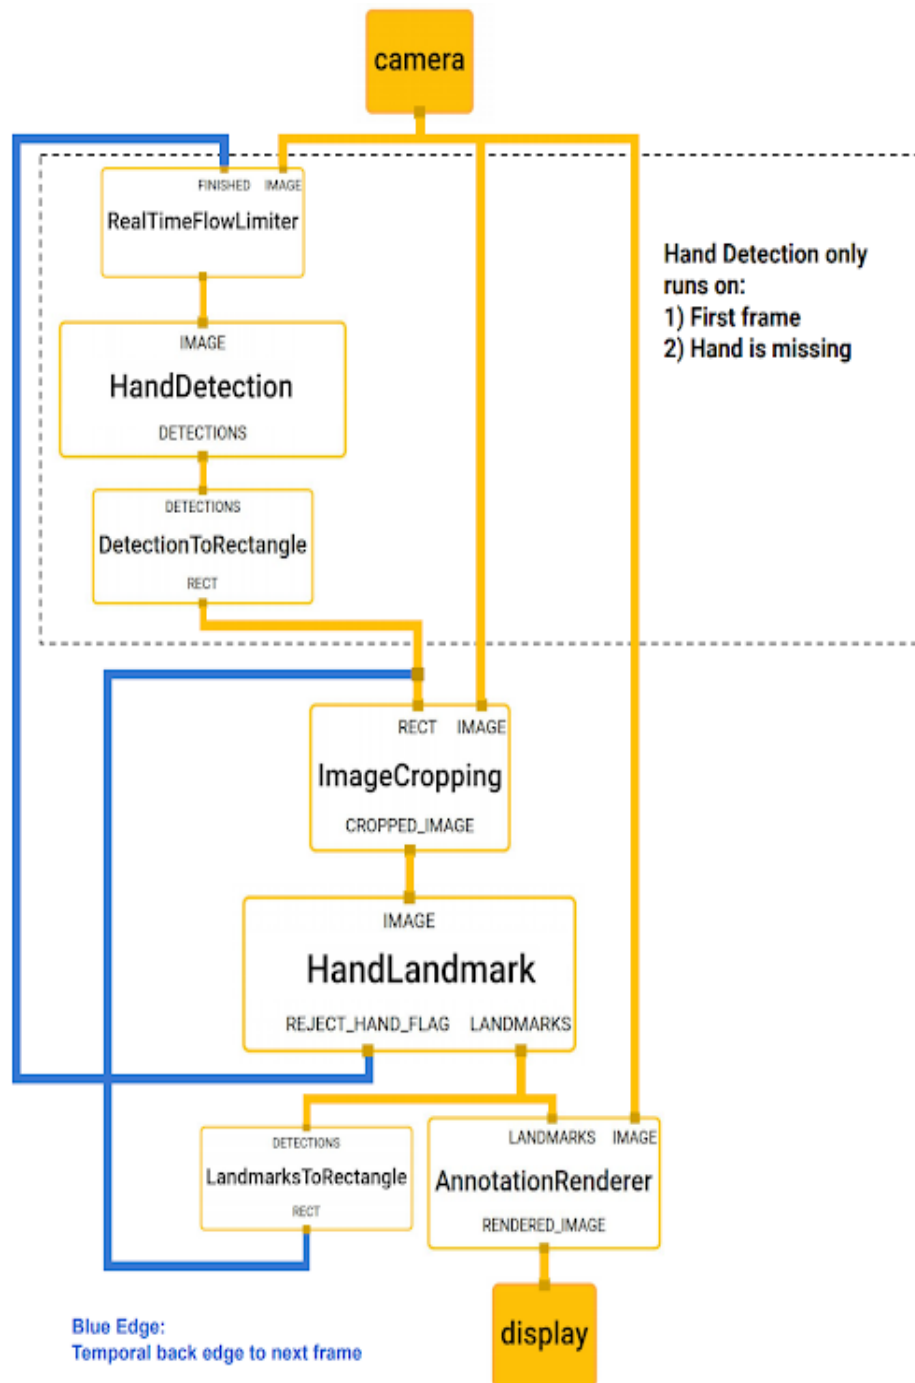 camera
FINISHED IMAGE
RealTimeFlowLimiter
Hand Detection only
runs on:
1) First frame
2) Hand is missing
IMAGE
HandDetection
DETECTIONS
DETECTIONS
DetectionToRectangle
RECT
RECT IMAGE
ImageCropping
CROPPED_IMAGE
IMAGE
HandLandmark
REJECT_HAND_FLAG LANDMARKS
DETECTIONS
LandmarksToRectangle
RECT
LANDMARKS IMAGE
AnnotationRenderer
RENDERED_IMAGE
display
Blue Edge:
Temporal back edge to next frame